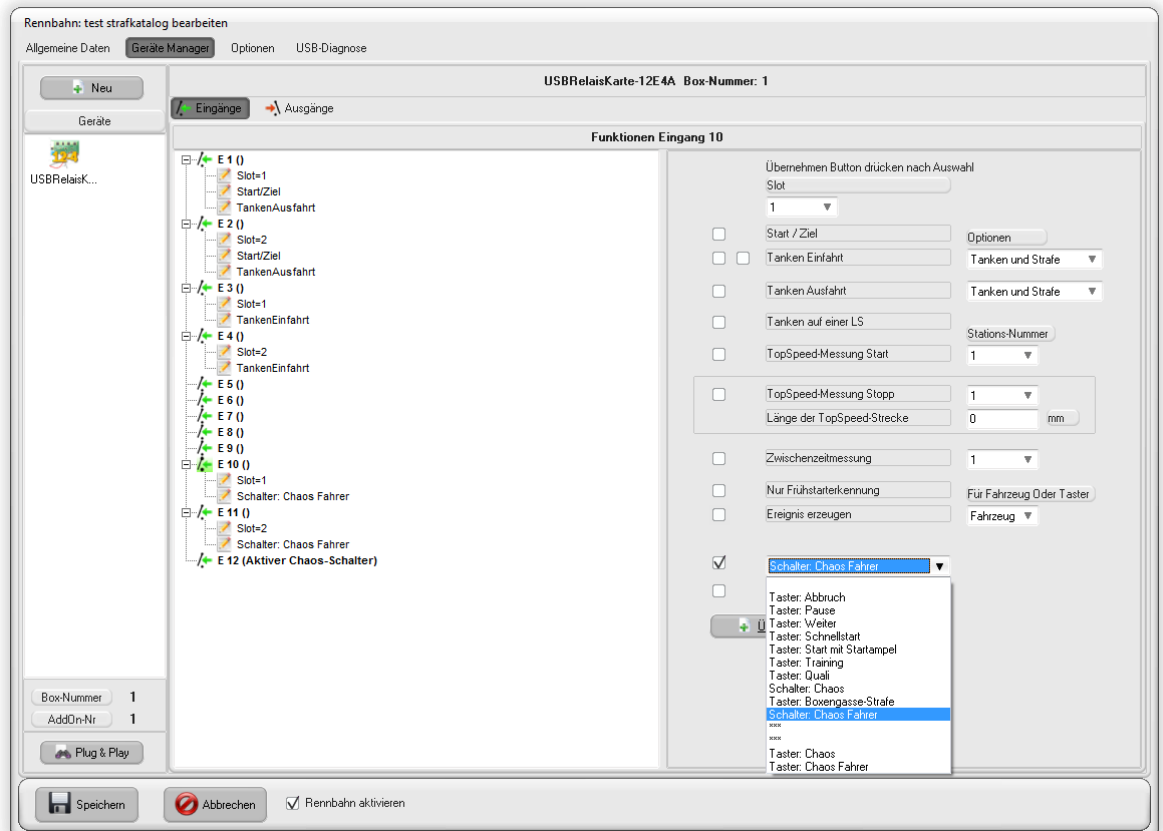 Rennbahn: test strafkatalog bearbeiten
Allgemeine Daten Geräte Manager Optionen USB-Diagnose
Neu
Geräte
USBRelaisK...
Box-Nummer 1
AddOn-Nr 1
Plug & Play
USBRelaisKarte-12E4A Box-Nummer: 1
Eingänge Ausgänge
Funktionen Eingang 10
E 1 ()
Slot=1
Start/Ziel
TankenAusfahrt
E 2 ()
Slot=2
Start/Ziel
TankenAusfahrt
E 3 ()
Slot=1
TankenEinfahrt
E 4 ()
Slot=2
TankenEinfahrt
E 5 ()
E 6 ()
E 7 ()
E 8 ()
E 9 ()
E 10 ()
Slot=1
Schalter: Chaos Fahrer
E 11 ()
Slot=2
Schalter: Chaos Fahrer
E 12 (Aktiver Chaos-Schalter)
Übernehmen Button drücken nach Auswahl
Slot
1
Start / Ziel Optionen
Tanken Einfahrt Tanken und Strafe
Tanken Ausfahrt Tanken und Strafe
Tanken auf einer LS
Stations-Nummer
TopSpeed-Messung Start 1
TopSpeed-Messung Stopp 1
Länge der TopSpeed-Strecke 0 mm
Zwischenzeitmessung 1
Nur Frühstarterkennung Für Fahrzeug Oder Taster
Ereignis erzeugen Fahrzeug
Schalter: Chaos Fahrer
Ü
Taster: Abbruch
Taster: Pause
Taster: Weiter
Taster: Schnellstart
Taster: Start mit Startampel
Taster: Training
Taster: Quali
Schalter: Chaos
Taster: Boxengasse-Strafe
Schalter: Chaos Fahrer
***
***
Taster: Chaos
Taster: Chaos Fahrer
Speichern Abbrechen Rennbahn aktivieren